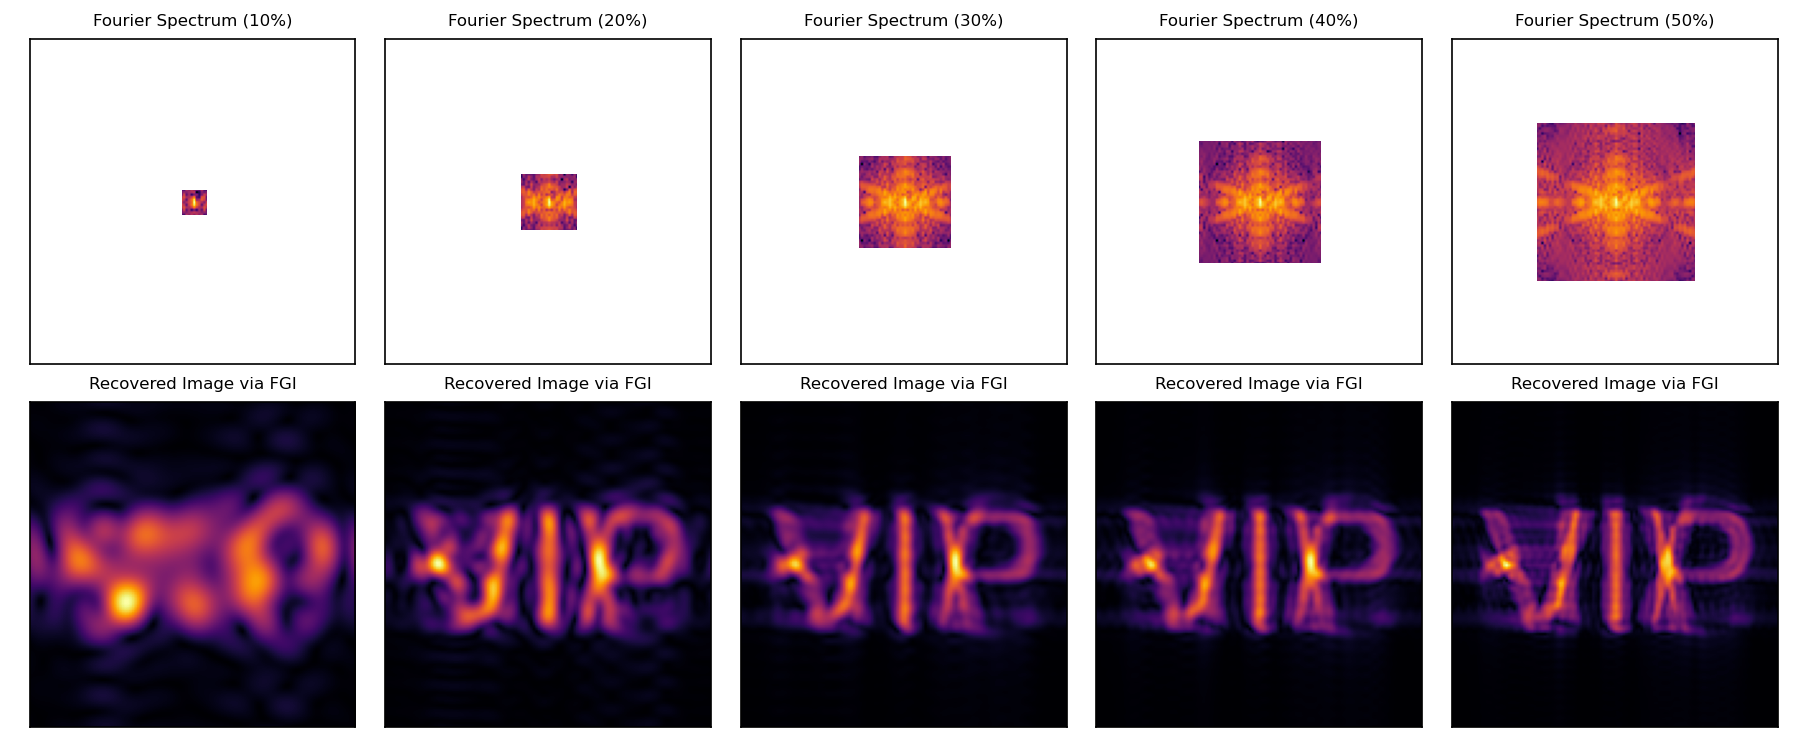 Fourier Spectrum (10%) Fourier Spectrum (20%) Fourier Spectrum (30%) Fourier Spectrum (40%) Fourier Spectrum (50%)
Recovered Image via FGI Recovered Image via FGI Recovered Image via FGI Recovered Image via FGI Recovered Image via FGI
VIP VIP VIP VIP